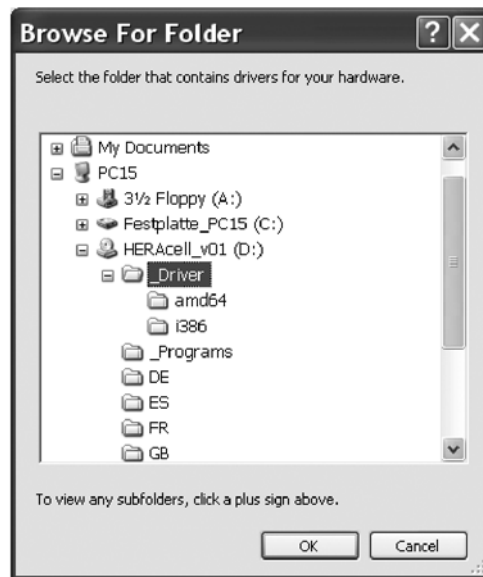 Browse For Folder
Select the folder that contains drivers for your hardware.
My Documents
PC15
3½ Floppy (A:)
Festplatte_PC15 (C:)
HERAcell_v01 (D:)
_Driver
amd64
i386
_Programs
DE
ES
FR
GB
To view any subfolders, click a plus sign above.
OK Cancel